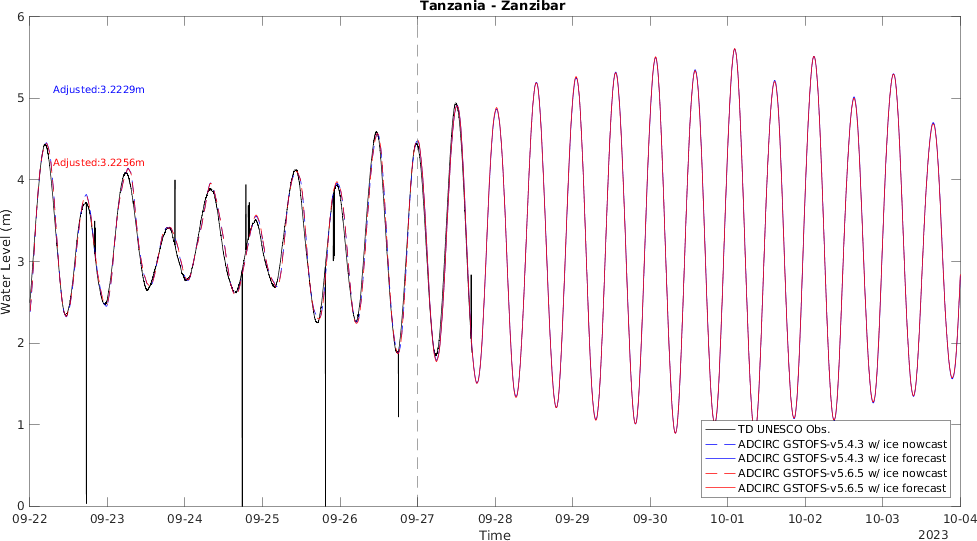 Tanzania - Zanzibar
6
5
4
3
2
1
0
Water Level (m)
Adjusted:3.2229m
Adjusted:3.2256m
TD UNESCO Obs.
ADCIRC GSTOFS-v5.4.3 w/ ice nowcast
ADCIRC GSTOFS-v5.4.3 w/ ice forecast
ADCIRC GSTOFS-v5.6.5 w/ ice nowcast
ADCIRC GSTOFS-v5.6.5 w/ ice forecast
09-22 09-23 09-24 09-25 09-26 09-27 09-28 09-29 09-30 10-01 10-02 10-03 10-04
Time
2023